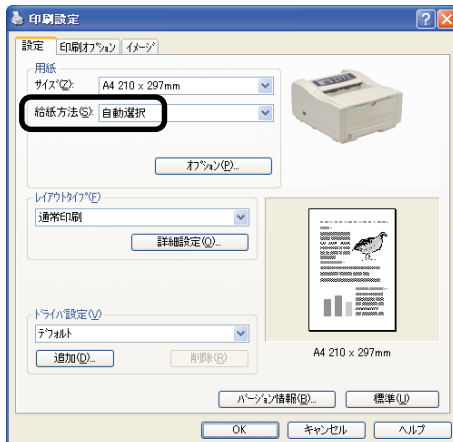 印刷設定
設定 印刷オプション イメージ
用紙
サイズ(Z): A4 210 x 297mm
給紙方法(S): 自動選択
オプション(P)...
レイアウトタイプ(F)
通常印刷
詳細設定(O)...
ドライバ設定(V)
デフォルト
追加(D)... 削除(R)
A4 210 x 297mm
バージョン情報(B)... 標準(U)
OK キャンセル ヘルプ